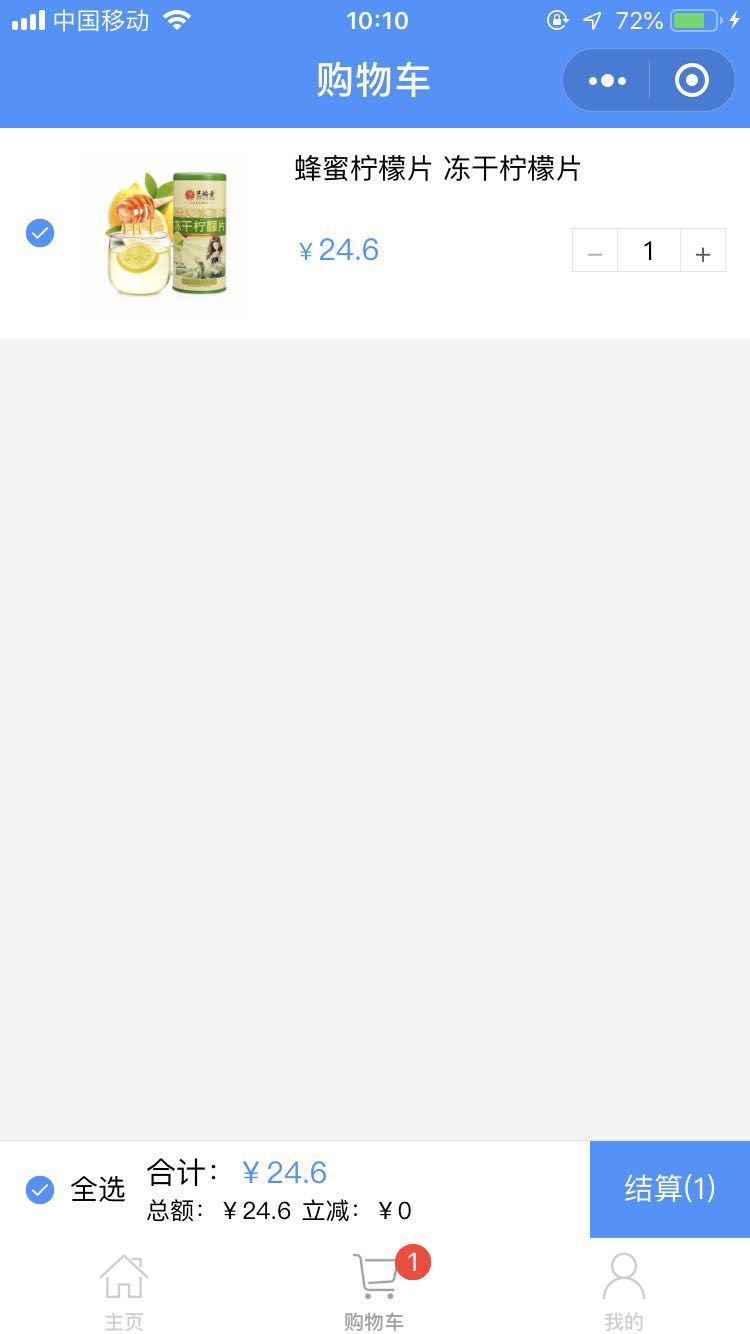 中国移动 10:10 72%
购物车
蜂蜜柠檬片 冻干柠檬片
冻干柠檬片
¥24.6
1
全选
合计：¥24.6
总额：¥24.6 立减：¥0
结算(1)
1
主页
购物车
我的